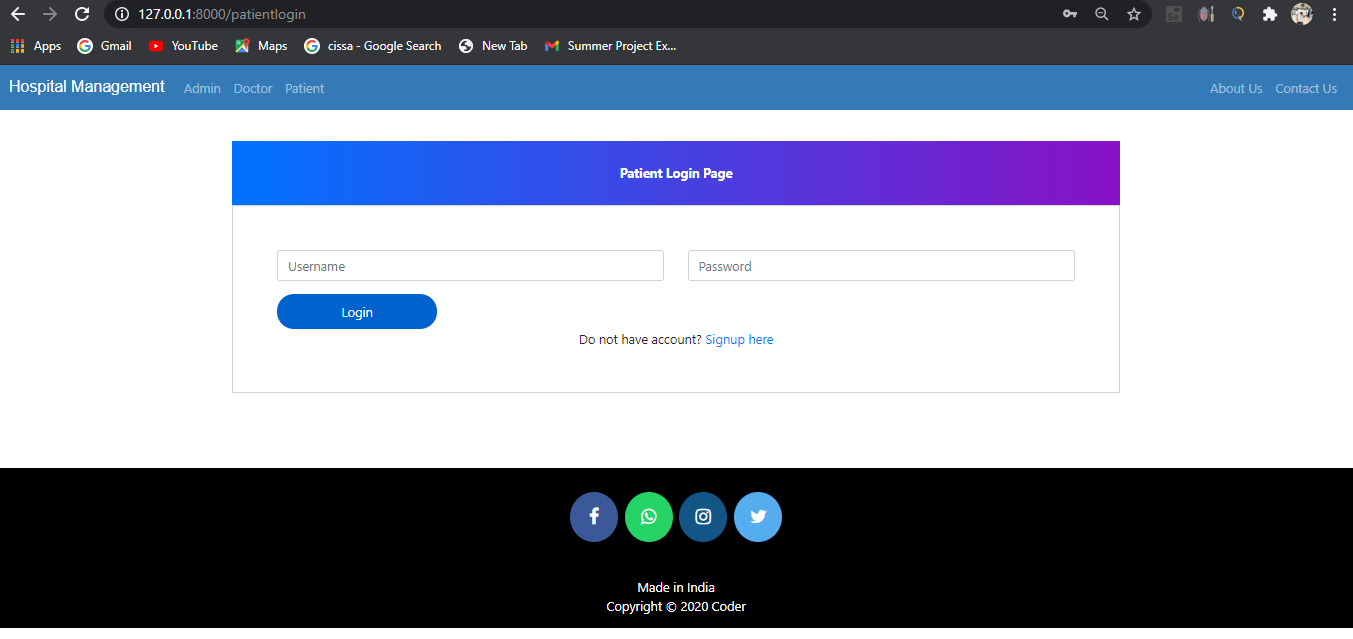 127.0.0.1:8000/patientlogin
Apps Gmail YouTube Maps cissa - Google Search New Tab Summer Project Ex...
Hospital Management Admin Doctor Patient About Us Contact Us
Patient Login Page
Username Password
Login
Do not have account? Signup here
Made in India
Copyright © 2020 Coder